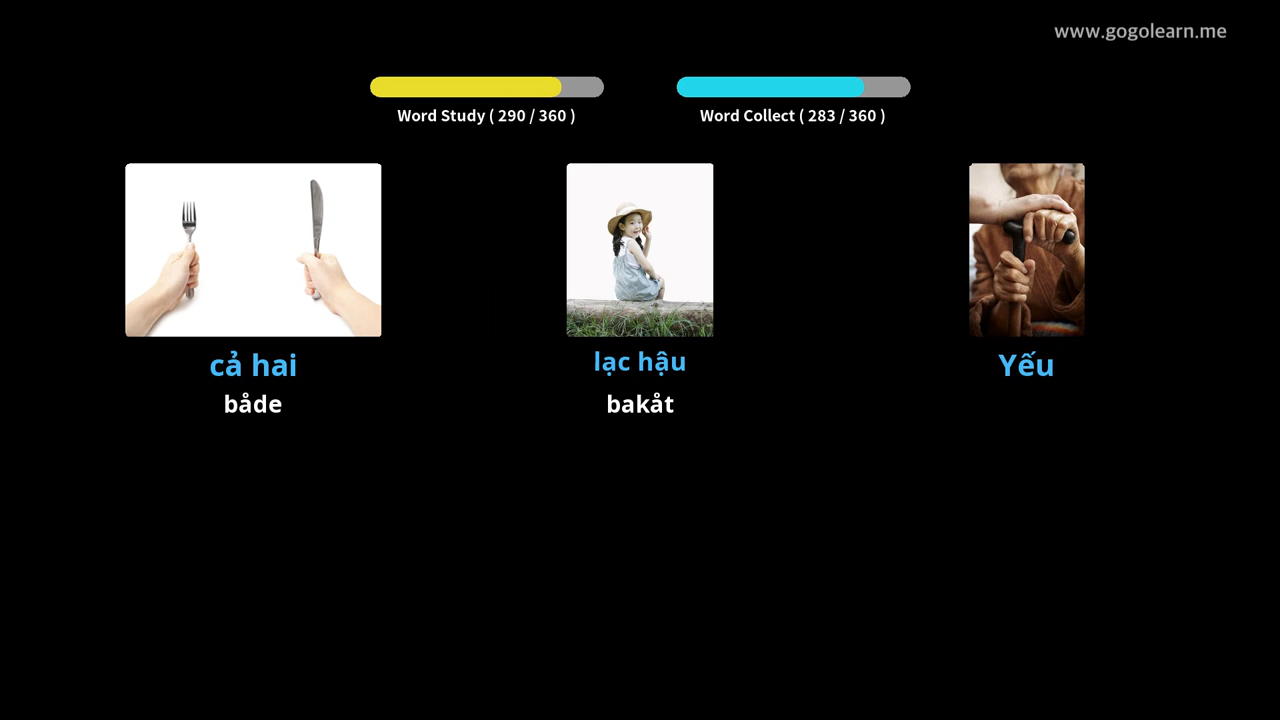 www.gogolearn.me
Word Study ( 290 / 360 )
Word Collect ( 283 / 360 )
cả hai
lạc hậu
Yếu
både
bakåt